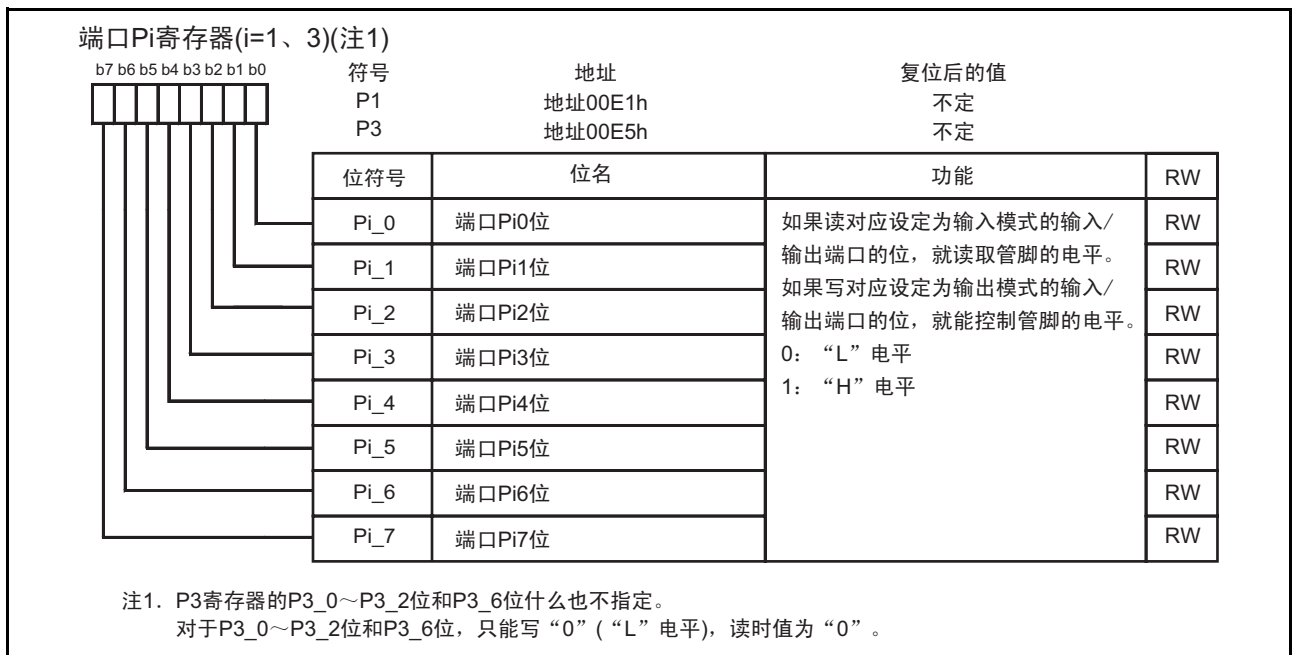 端口Pi寄存器(i=1、3)(注1)
b7 b6 b5 b4 b3 b2 b1 b0
符号 地址 复位后的值
P1 地址00E1h 不定
P3 地址00E5h 不定
位符号 位名 功能 RW
Pi_0 端口Pi0位 如果读对应设定为输入模式的输入/ RW
输出端口的位，就读取管脚的电平。
Pi_1 端口Pi1位 RW
如果写对应设定为输出模式的输入/
Pi_2 端口Pi2位 输出端口的位，就能控制管脚的电平。 RW
Pi_3 端口Pi3位 0：“L”电平 RW
1：“H”电平
Pi_4 端口Pi4位 RW
Pi_5 端口Pi5位 RW
Pi_6 端口Pi6位 RW
Pi_7 端口Pi7位 RW
注1. P3寄存器的P3_0～P3_2位和P3_6位什么也不指定。
对于P3_0～P3_2位和P3_6位，只能写“0”(“L”电平)，读时值为“0”。